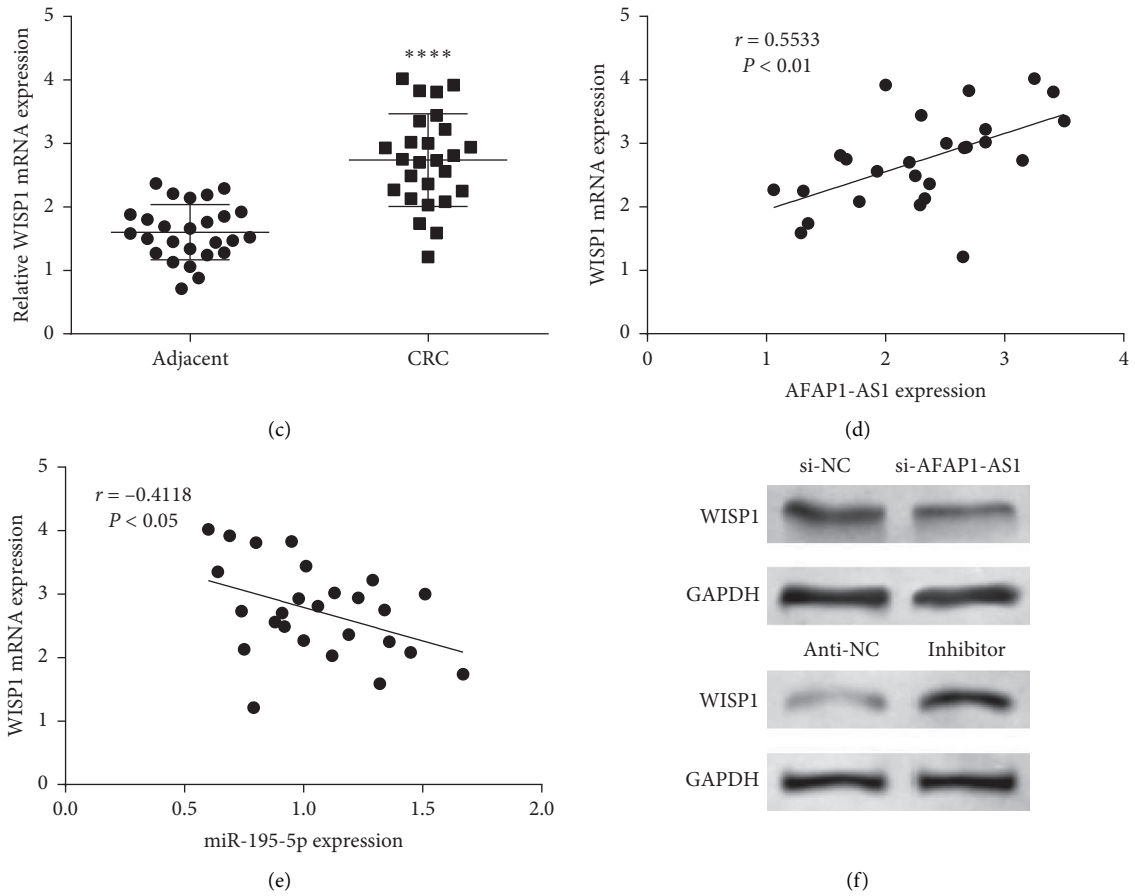 Relative WISP1 mRNA expression
5
4
3
2
1
0
****
Adjacent
CRC
(c)
WISP1 mRNA expression
5
4
3
2
1
0
r = 0.5533
P < 0.01
0
1
2
3
4
AFAP1-AS1 expression
(d)
WISP1 mRNA expression
5
4
3
2
1
0
r = –0.4118
P < 0.05
0.0
0.5
1.0
1.5
2.0
miR-195-5p expression
(e)
si-NC
si-AFAP1-AS1
WISP1
GAPDH
Anti-NC
Inhibitor
WISP1
GAPDH
(f)